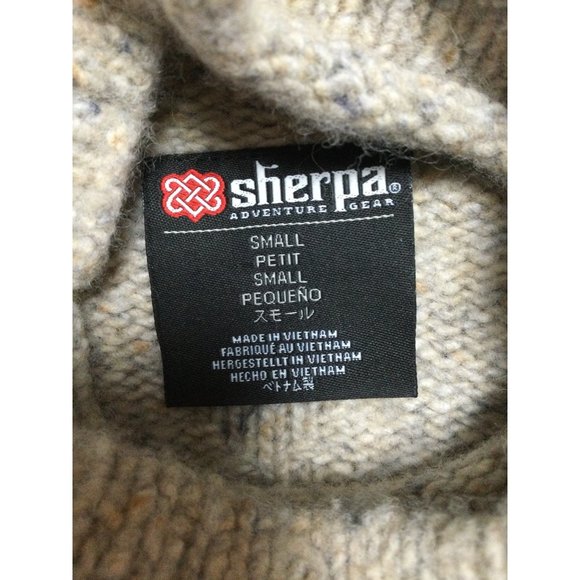 sherpa®
ADVENTURE GEAR
SMALL
PETIT
SMALL
PEQUEÑO
スモール
MADE IN VIETNAM
FABRIQUÉ AU VIETNAM
HERGESTELLT IN VIETNAM
HECHO EN VIETNAM
ベトナム製